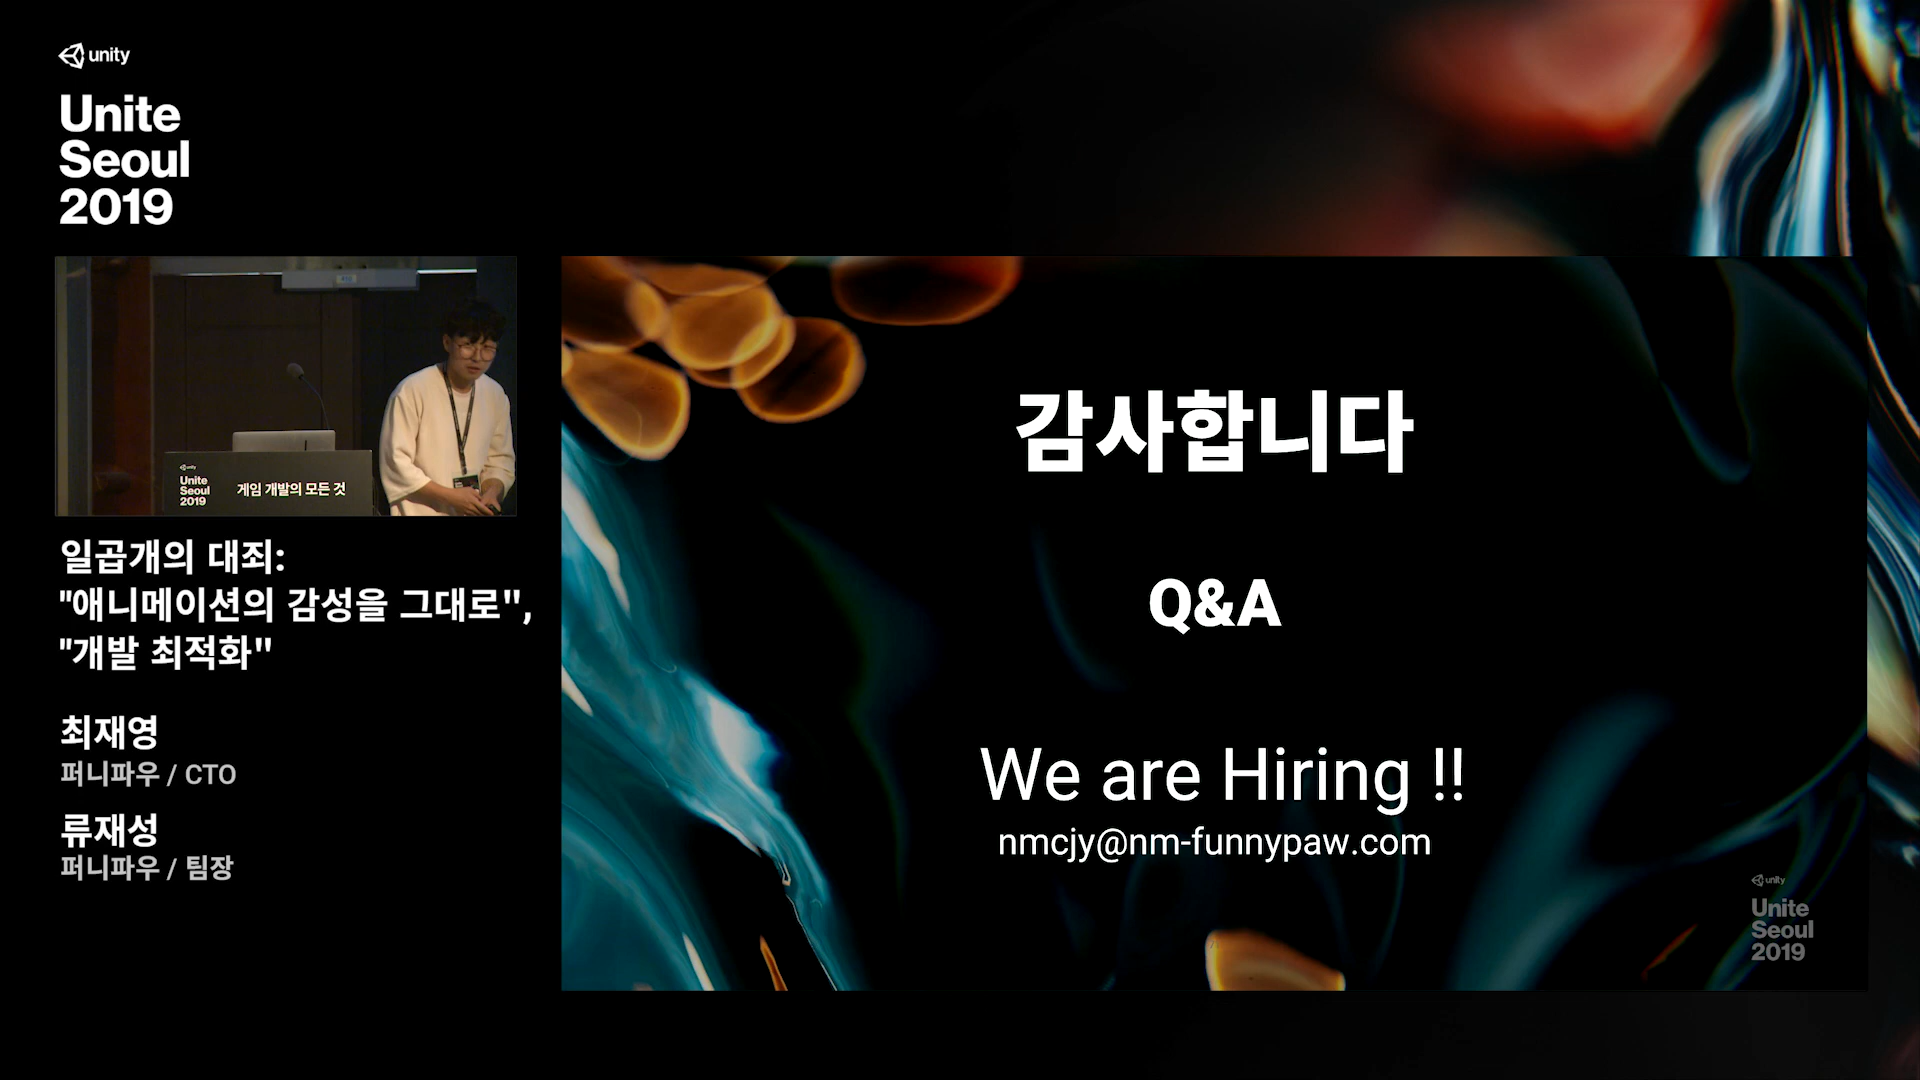 unity
Unite
Seoul
2019
unity
Unite
Seoul
2019
게임 개발의 모든 것
일곱개의 대죄:
"애니메이션의 감성을 그대로",
"개발 최적화"
최재영
퍼니파우 / CTO
류재성
퍼니파우 / 팀장
감사합니다
Q&A
We are Hiring !!
nmcjy@nm-funnypaw.com
unity
Unite
Seoul
2019